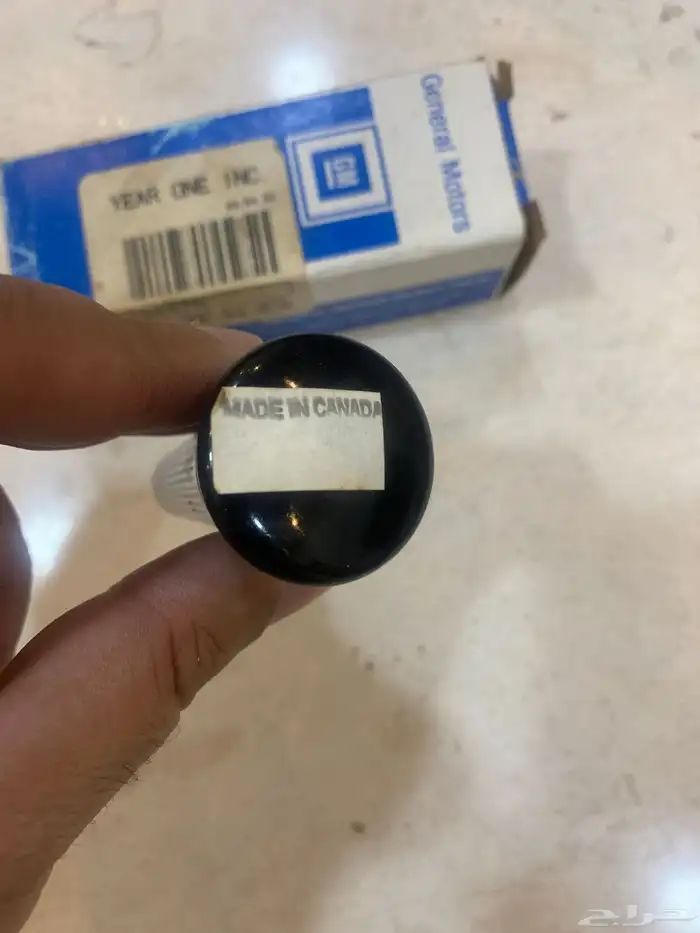 General Motors
GM
YEAR ONE INC.
MADE IN CANADA
حراج